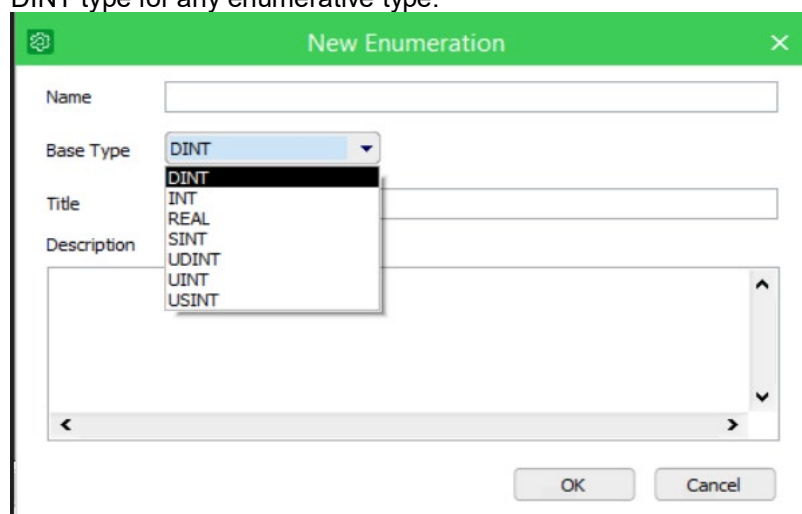 DINT type for any enumerative type.
New Enumeration
Name
Base Type DINT
DINT
INT
Title
REAL
SINT
Description
UDINT
UINT
USINT
OK Cancel